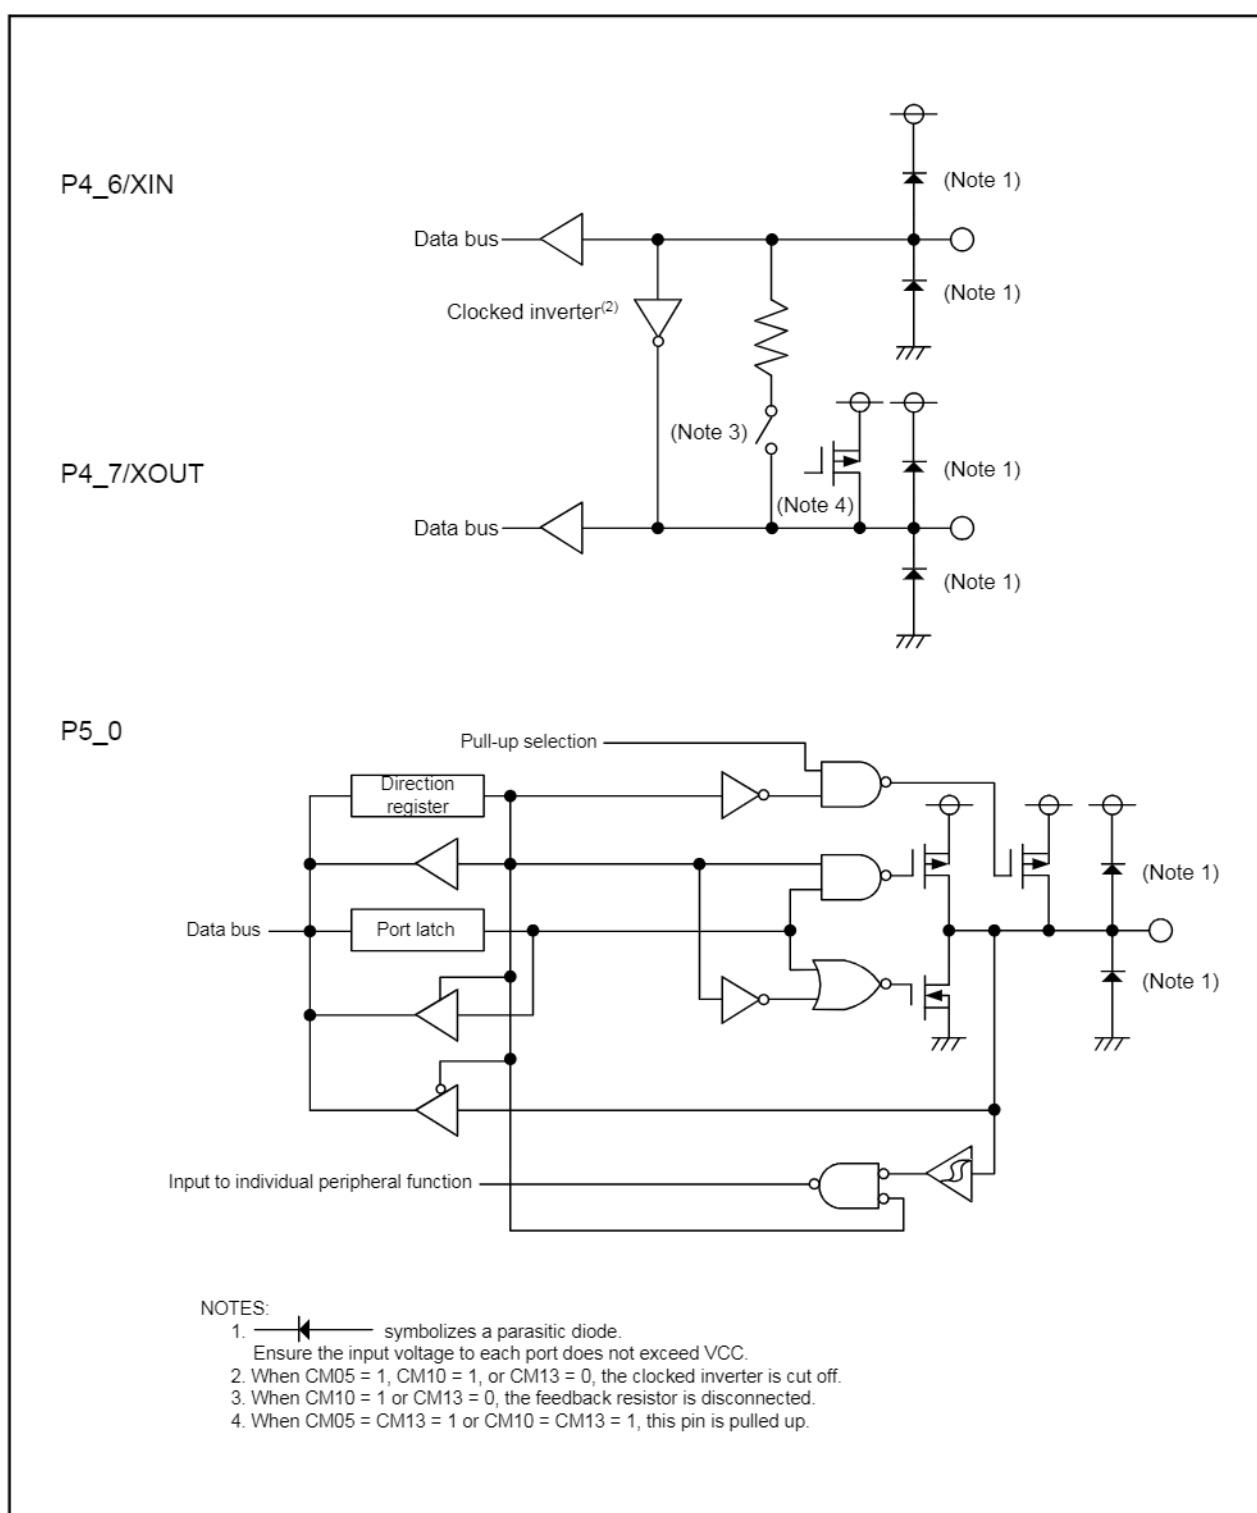 P4_6/XIN
(Note 1)
Data bus
(Note 1)
Clocked inverter(2)
(Note 3)
P4_7/XOUT
(Note 1)
(Note 4)
Data bus
(Note 1)
P5_0
Pull-up selection
Direction
register
(Note 1)
Data bus
Port latch
(Note 1)
Input to individual peripheral function
NOTES:
1. symbolizes a parasitic diode.
Ensure the input voltage to each port does not exceed VCC.
2. When CM05 = 1, CM10 = 1, or CM13 = 0, the clocked inverter is cut off.
3. When CM10 = 1 or CM13 = 0, the feedback resistor is disconnected.
4. When CM05 = CM13 = 1 or CM10 = CM13 = 1, this pin is pulled up.